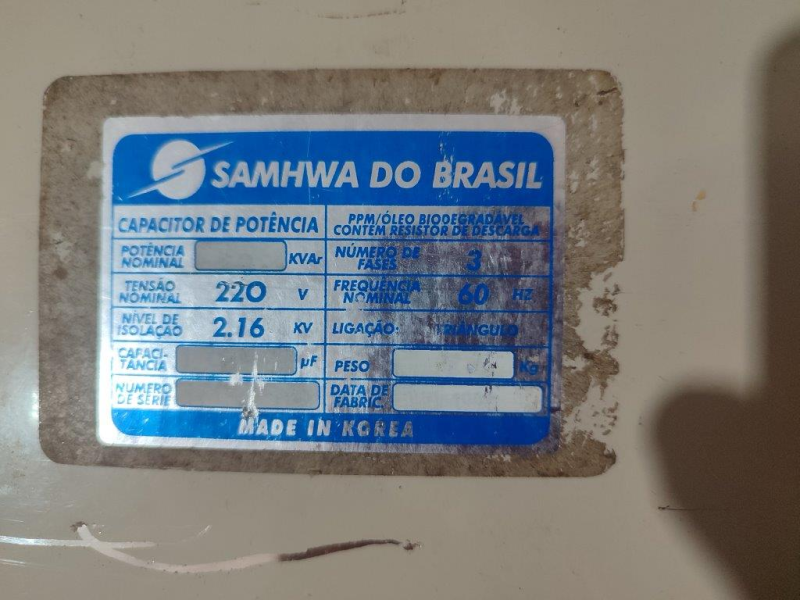 SAMHWA DO BRASIL
CAPACITOR DE POTÊNCIA
PPM/ÓLEO BIODEGRADÁVEL
CONTEM RESISTOR DE DESCARGA
POTÊNCIA
NOMINAL
KVAr
NÚMERO DE
FASES
3
TENSÃO
NOMINAL
220 V
FREQUÊNCIA
NOMINAL
60 HZ
NÍVEL DE
ISOLAÇÃO
2.16 KV
LIGAÇÃO: TRIÂNGULO
CAPACI-
TÂNCIA
µF
PESO
Kg
NUMERO
DE SÉRIE
DATA DE
FABRIC.
MADE IN KOREA